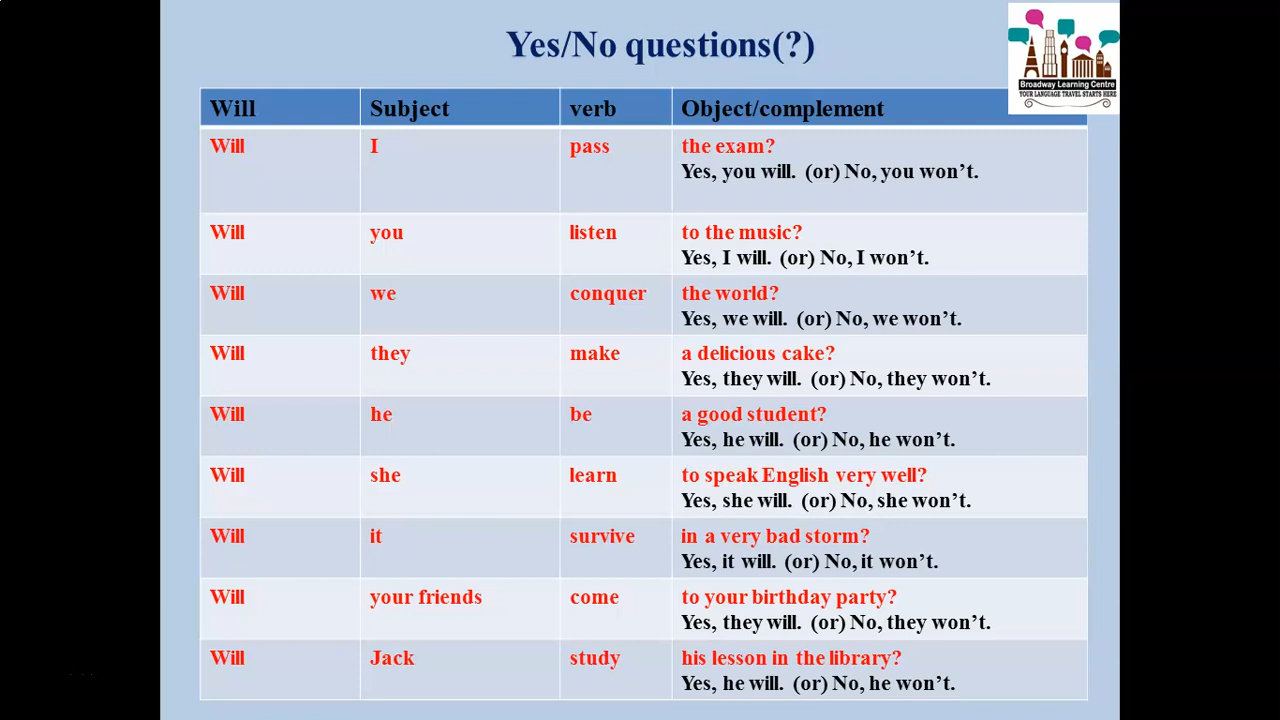 Yes/No questions(?)
Broadway Learning Centre
YOUR LANGUAGE TRAVEL STARTS HERE
Will Subject verb Object/complement
Will I pass the exam?
Yes, you will. (or) No, you won’t.
Will you listen to the music?
Yes, I will. (or) No, I won’t.
Will we conquer the world?
Yes, we will. (or) No, we won’t.
Will they make a delicious cake?
Yes, they will. (or) No, they won’t.
Will he be a good student?
Yes, he will. (or) No, he won’t.
Will she learn to speak English very well?
Yes, she will. (or) No, she won’t.
Will it survive in a very bad storm?
Yes, it will. (or) No, it won’t.
Will your friends come to your birthday party?
Yes, they will. (or) No, they won’t.
Will Jack study his lesson in the library?
Yes, he will. (or) No, he won’t.